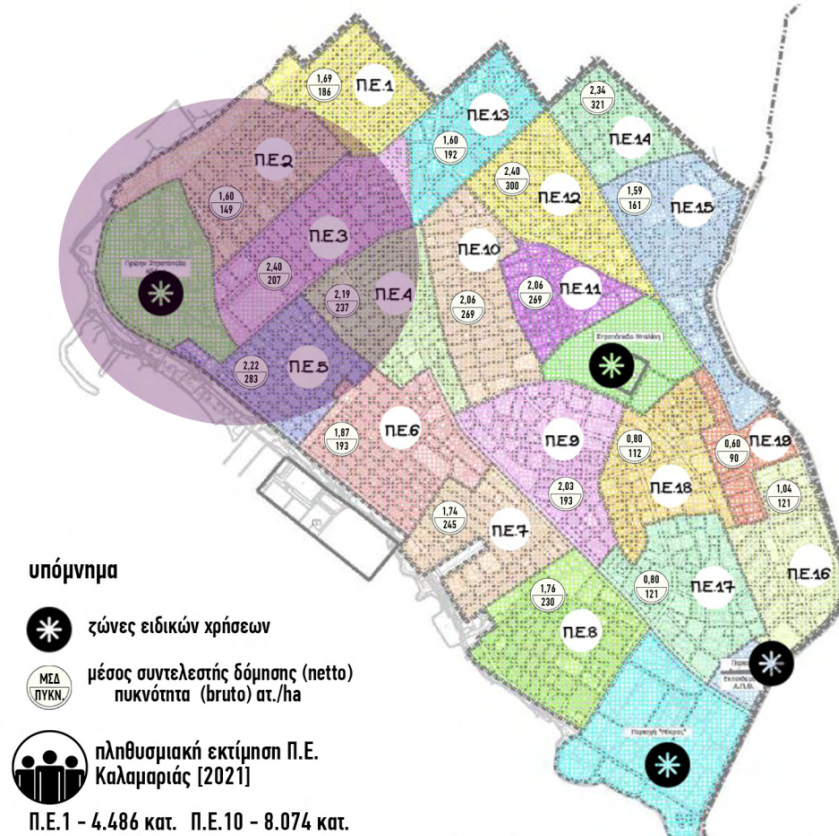 1,69
186
Π.Ε.1
Π.Ε.13
1,60
192
2,34
321
Π.Ε.14
Π.Ε.2
1,60
149
2,40
300
Π.Ε.12
1,59
161
Π.Ε.15
Π.Ε.3
2,40
207
Π.Ε.10
2,06
269
2,06
269
Π.Ε.11
Π.Ε.4
2,19
237
Π.Ε.5
2,22
283
Π.Ε.6
1,87
193
Π.Ε.9
2,03
193
0,80
112
Π.Ε.18
0,60
90
Π.Ε.19
1,04
121
Π.Ε.16
1,74
245
Π.Ε.7
1,76
230
Π.Ε.8
0,80
121
Π.Ε.17
Α.Π.Θ.
υπόμνημα
ζώνες ειδικών χρήσεων
ΜΣΔ
ΠΥΚΝ.
μέσος συντελεστής δόμησης (netto)
πυκνότητα (bruto) ατ./ha
πληθυσμιακή εκτίμηση Π.Ε.
Καλαμαριάς [2021]
Π.Ε.1 - 4.486 κατ. Π.Ε.10 - 8.074 κατ.